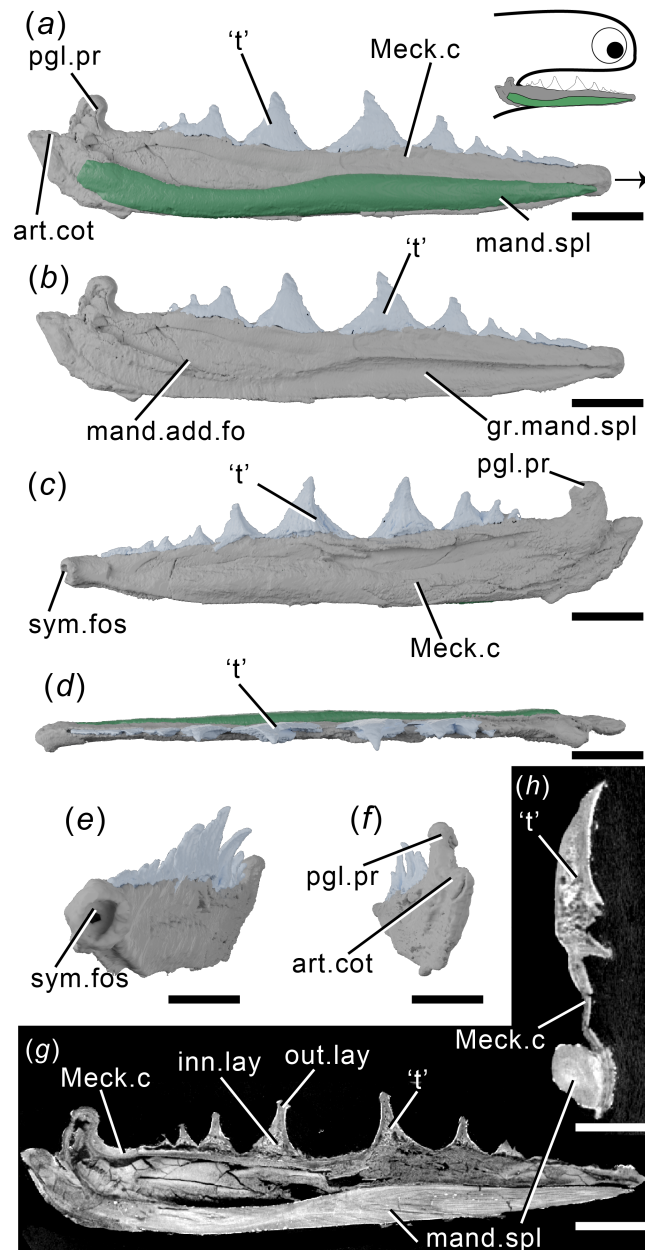 (a)
‘t’
Meck.c
pgl.pr
art.cot
mand.spl
(b)
‘t’
mand.add.fo
gr.mand.spl
(c)
‘t’
pgl.pr
sym.fos
Meck.c
(d)
‘t’
(e)
sym.fos
(f)
pgl.pr
art.cot
(h)
‘t’
Meck.c
(g)
Meck.c
inn.lay
out.lay
‘t’
mand.spl